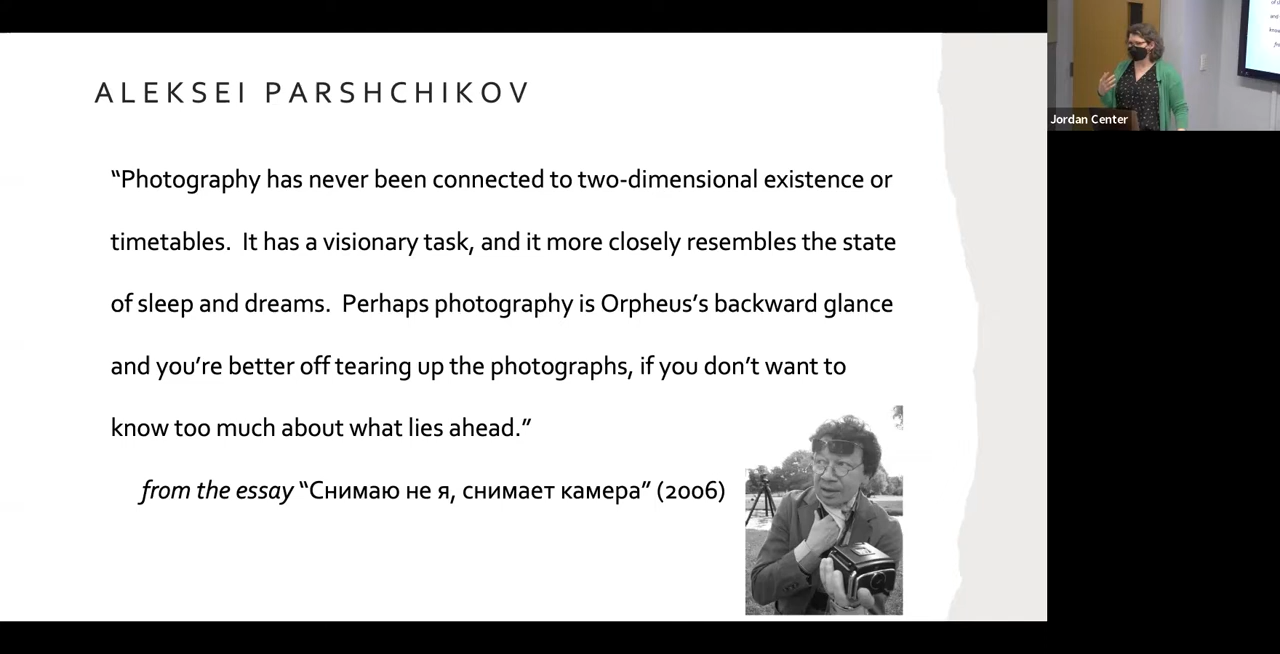 ALEKSEI PARSHCHIKOV
“Photography has never been connected to two-dimensional existence or
timetables.  It has a visionary task, and it more closely resembles the state
of sleep and dreams.  Perhaps photography is Orpheus’s backward glance
and you’re better off tearing up the photographs, if you don’t want to
know too much about what lies ahead.”
from the essay “Снимаю не я, снимает камера” (2006)
Jordan Center